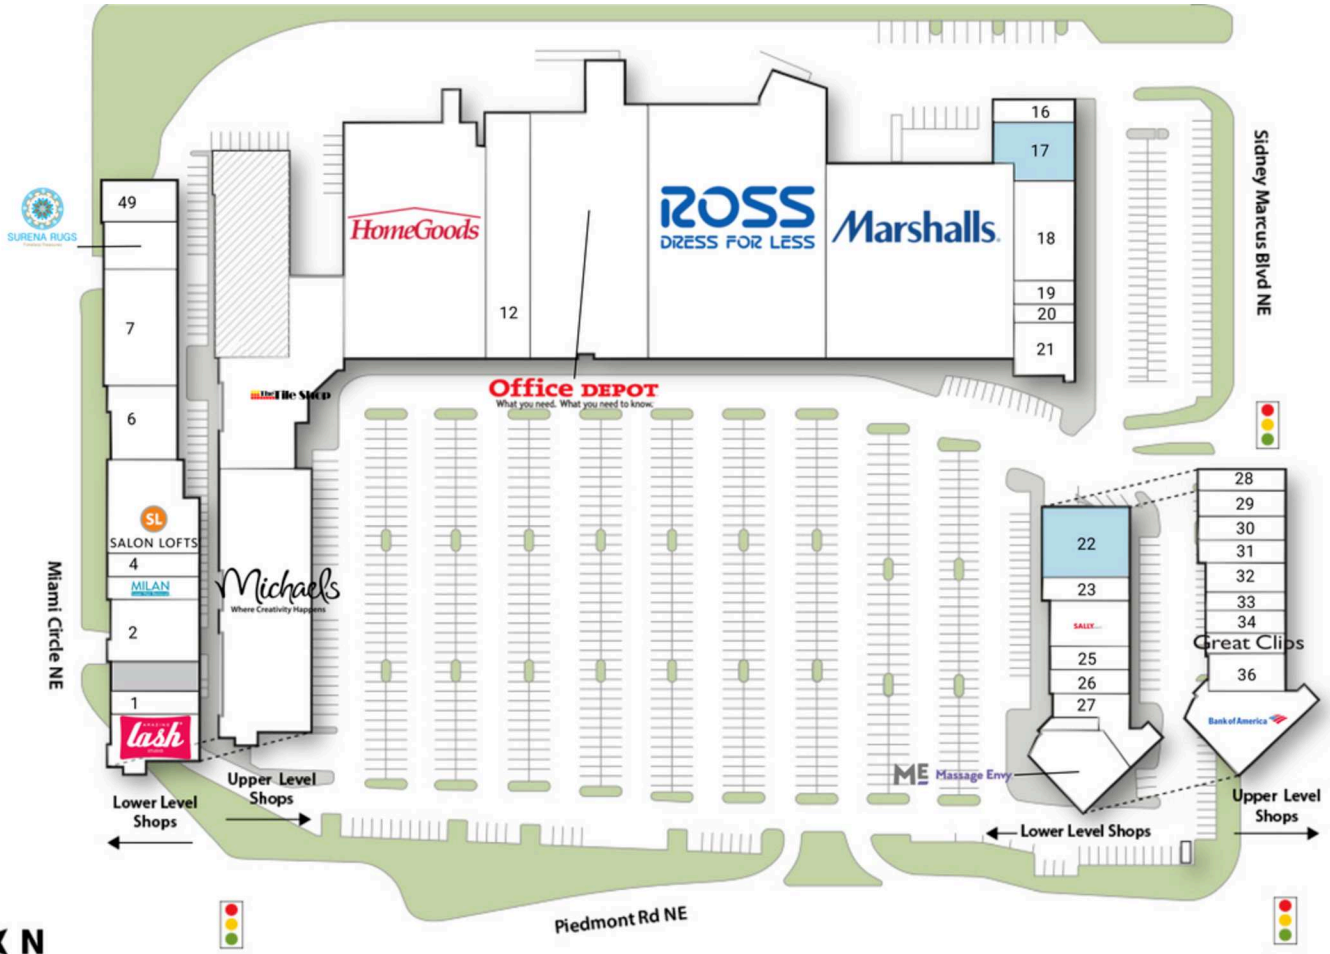 16
17
18
19
20
21
Sidney Marcus Blvd NE
49
SURENA RUGS
7
6
SL
SALON LOFTS
4
MILAN
2
1
AMAZING
lash
STUDIO
Miami Circle NE
HomeGoods
12
ROSS
DRESS FOR LESS
Marshalls.
The Tile Shop
Office DEPOT
What you need. What you need to know.
Michaels
Where Creativity Happens
22
23
SALLY
25
26
27
ME Massage Envy
28
29
30
31
32
33
34
Great Clips
36
Bank of America
Lower Level
Shops
Upper Level
Shops
Lower Level Shops
Upper Level
Shops
Piedmont Rd NE
N